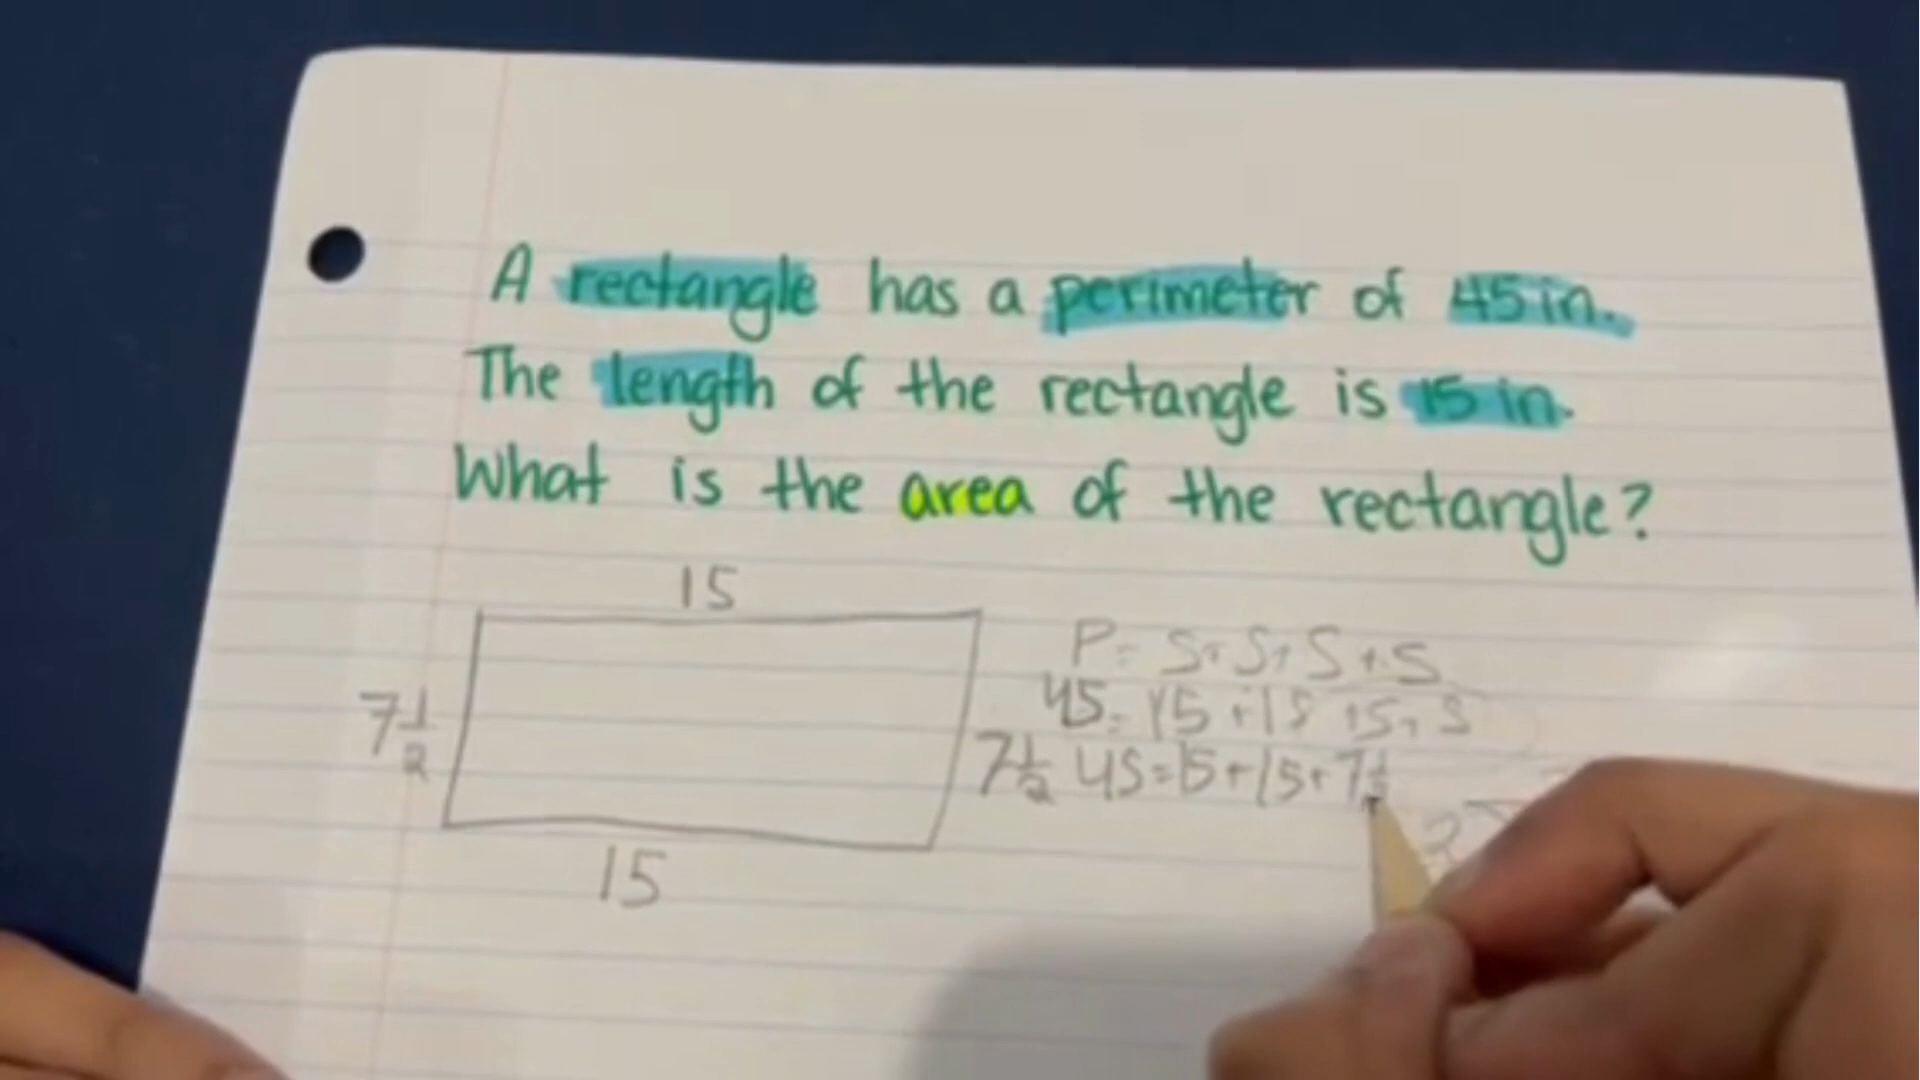 A rectangle has a perimeter of 45 in.
The length of the rectangle is 15 in.
What is the area of the rectangle?
15
P= S+S+S+S
45=15+15+S+S
7 1/2
7 1/2 45=15+15+7 1/2
15